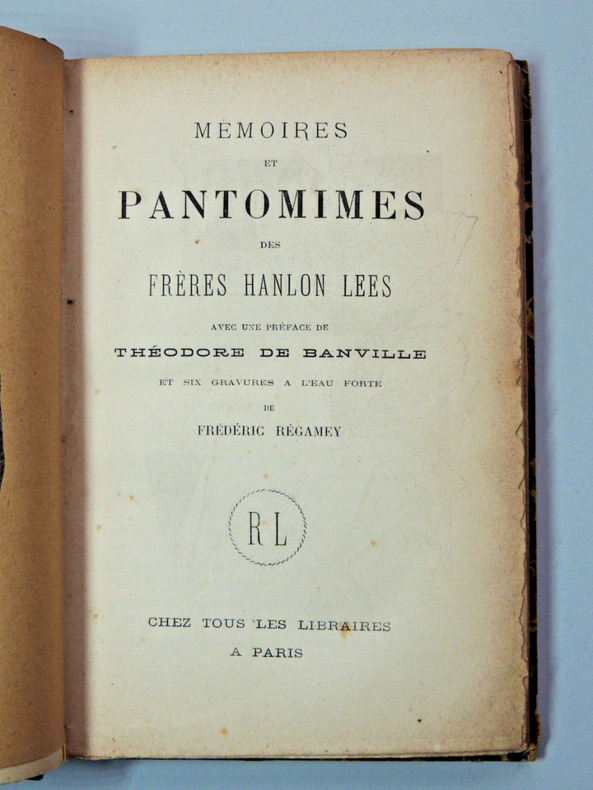 MÉMOIRES
ET
PANTOMIMES
DES
FRÈRES HANLON LEES
AVEC UNE PRÉFACE DE
THÉODORE DE BANVILLE
ET SIX GRAVURES A L'EAU FORTE
DE
FRÉDÉRIC RÉGAMEY
RL
CHEZ TOUS LES LIBRAIRES
A PARIS